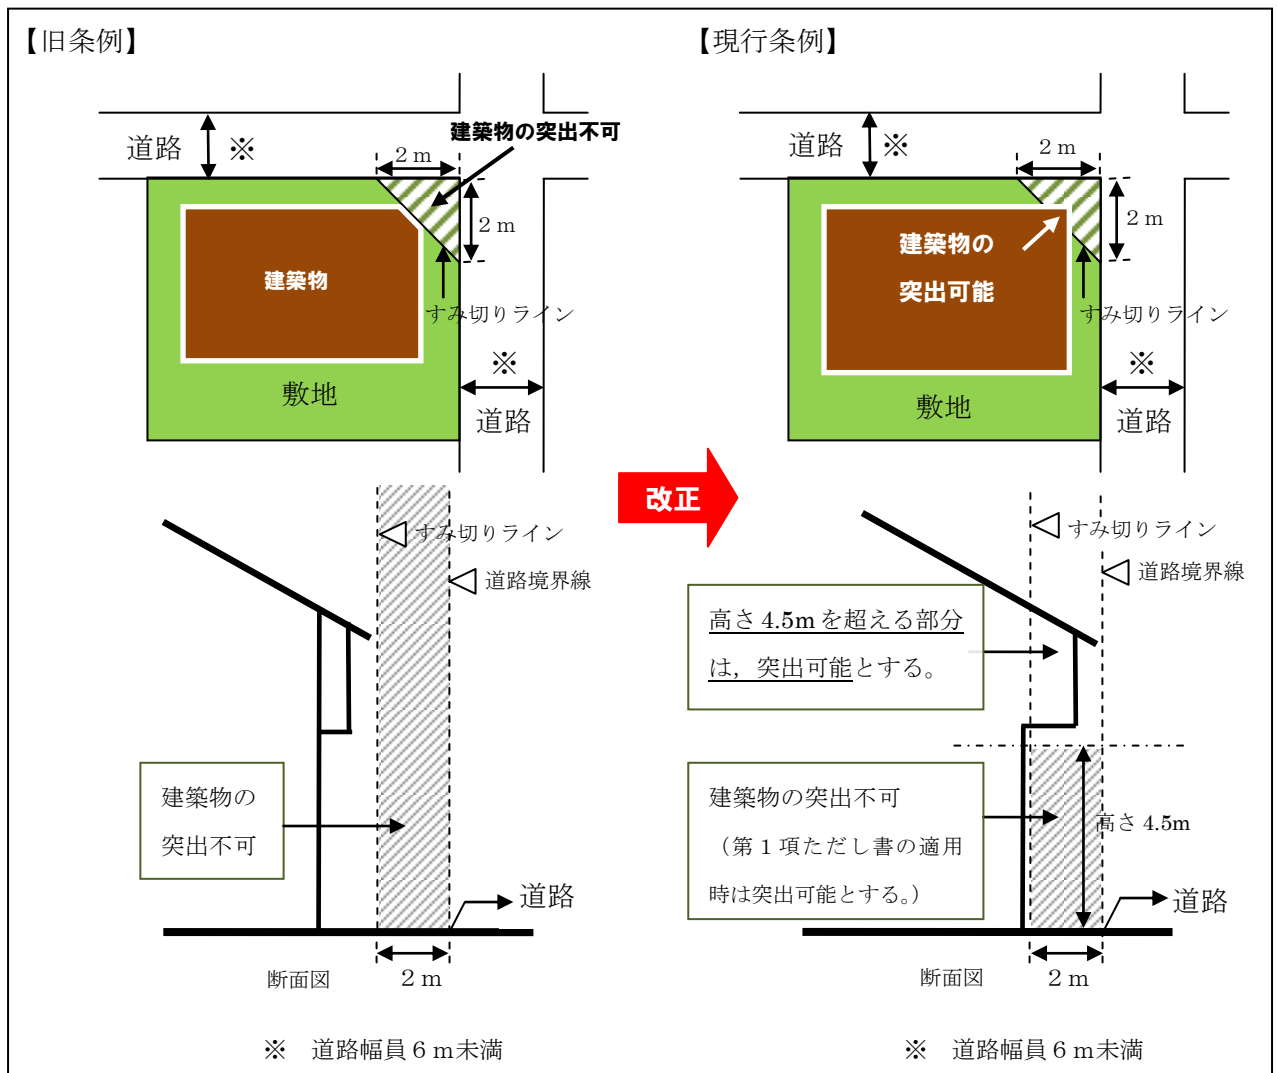 【旧条例】
道路
※
２ｍ
建築物の突出不可
２ｍ
建築物
すみ切りライン
※
敷地
道路
すみ切りライン
道路境界線
建築物の
突出不可
道路
断面図
２ｍ
※　道路幅員６ｍ未満
改正
【現行条例】
道路
※
２ｍ
２ｍ
建築物の
突出可能
すみ切りライン
※
敷地
道路
すみ切りライン
道路境界線
高さ 4.5m を超える部分
は，突出可能とする。
建築物の突出不可
（第１項ただし書の適用
時は突出可能とする。）
高さ 4.5m
道路
断面図
２ｍ
※　道路幅員６ｍ未満